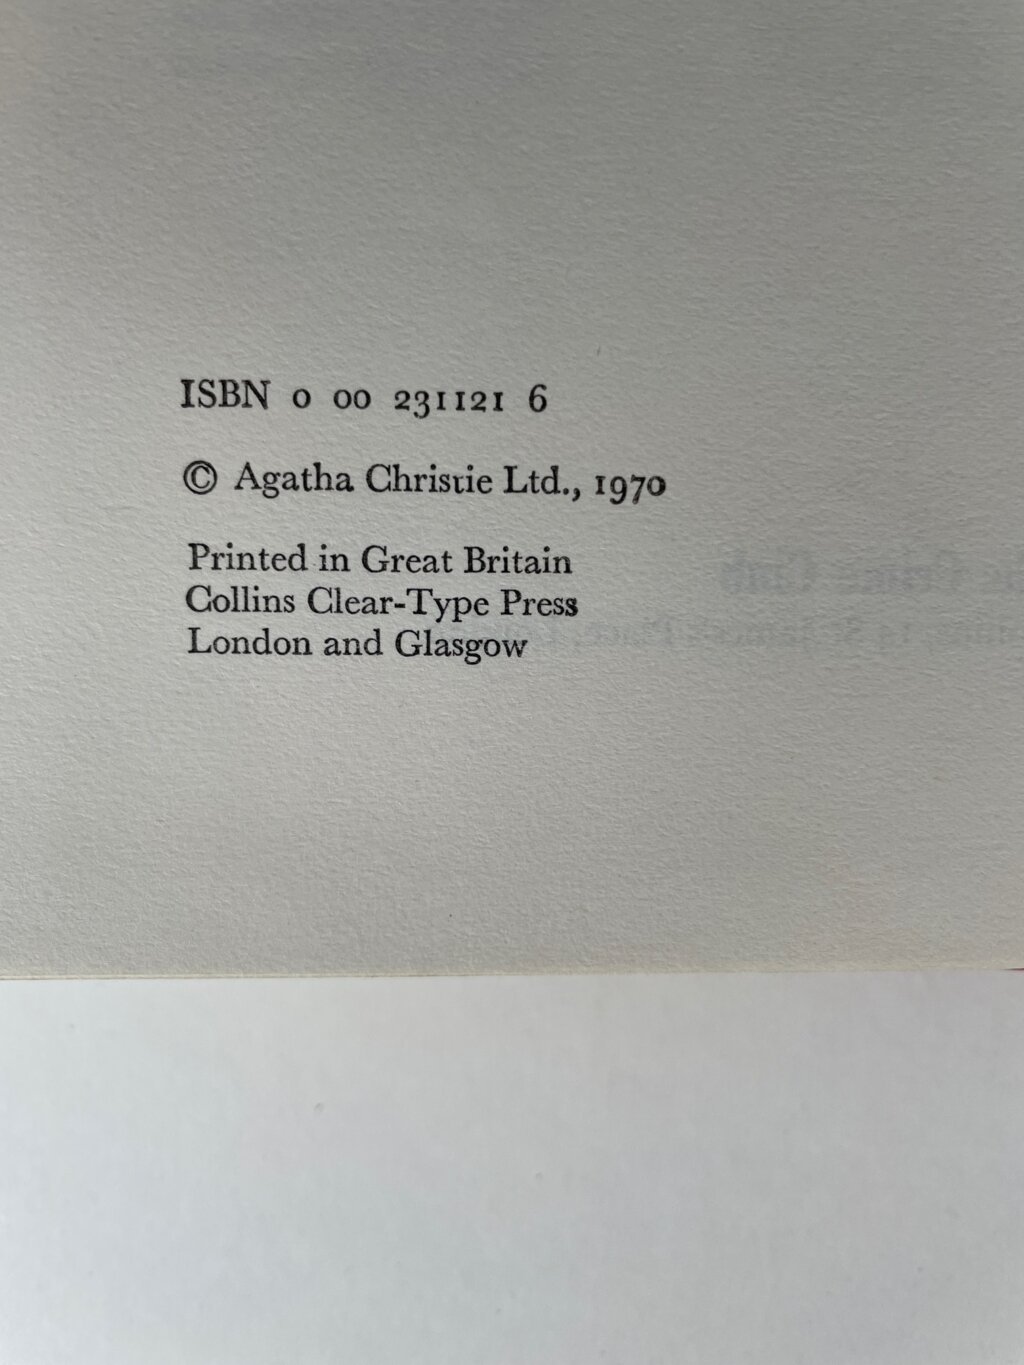 ISBN 0 00 231121 6
© Agatha Christie Ltd., 1970
Printed in Great Britain
Collins Clear-Type Press
London and Glasgow